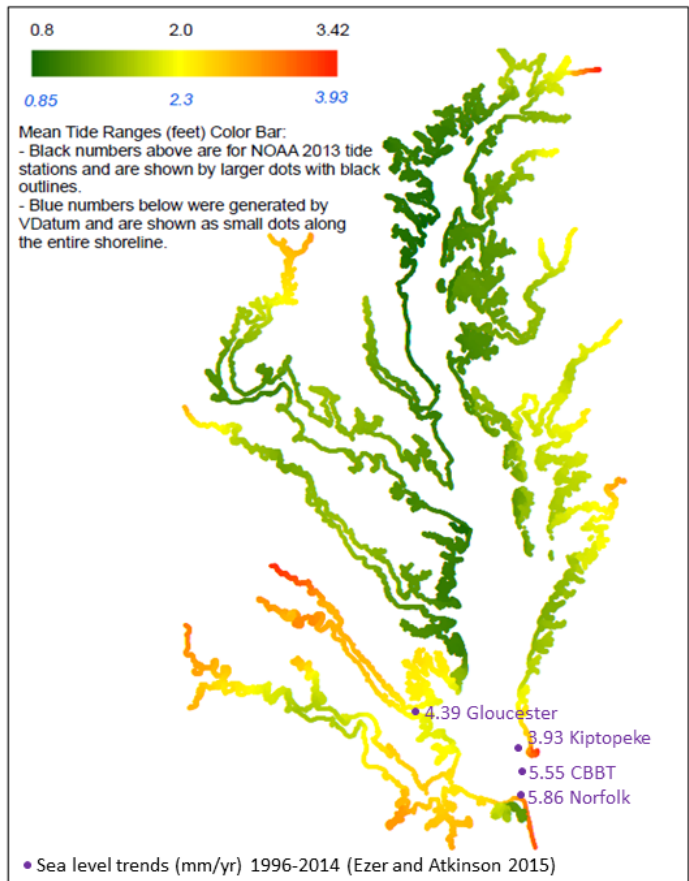 0.8 2.0 3.42
0.85 2.3 3.93
Mean Tide Ranges (feet) Color Bar:
- Black numbers above are for NOAA 2013 tide
stations and are shown by larger dots with black
outlines.
- Blue numbers below were generated by
VDatum and are shown as small dots along
the entire shoreline.
4.39 Gloucester
3.93 Kiptopeke
5.55 CBBT
5.86 Norfolk
Sea level trends (mm/yr) 1996-2014 (Ezer and Atkinson 2015)